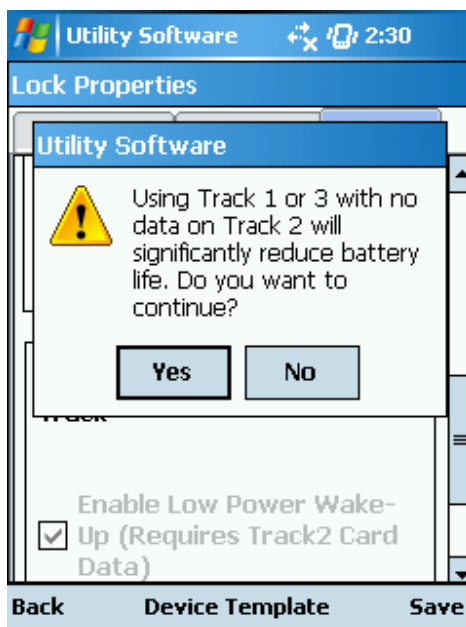 Utility Software 2:30
Lock Properties
Utility Software
Using Track 1 or 3 with no
data on Track 2 will
significantly reduce battery
life. Do you want to
continue?
Yes No
Track
Enable Low Power Wake-
Up (Requires Track2 Card
Data)
Back Device Template Save